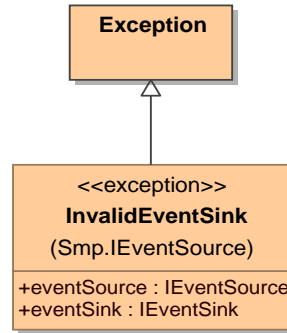 Exception
<<exception>>
InvalidEventSink
(Smp.IEventSource)
+eventSource : IEventSource
+eventSink : IEventSink